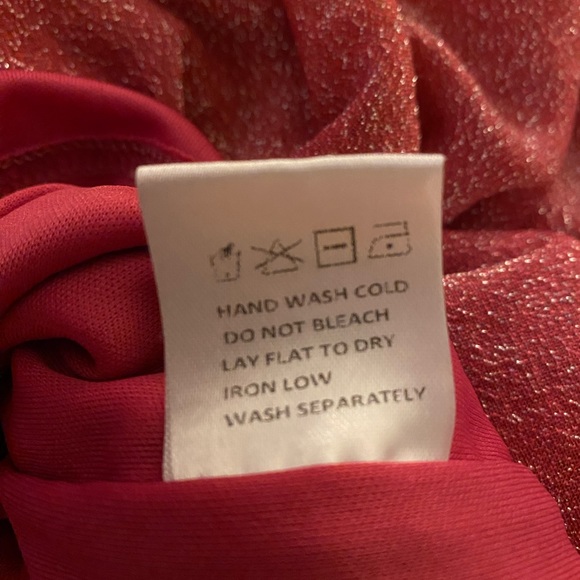 HAND WASH COLD
DO NOT BLEACH
LAY FLAT TO DRY
IRON LOW
WASH SEPARATELY